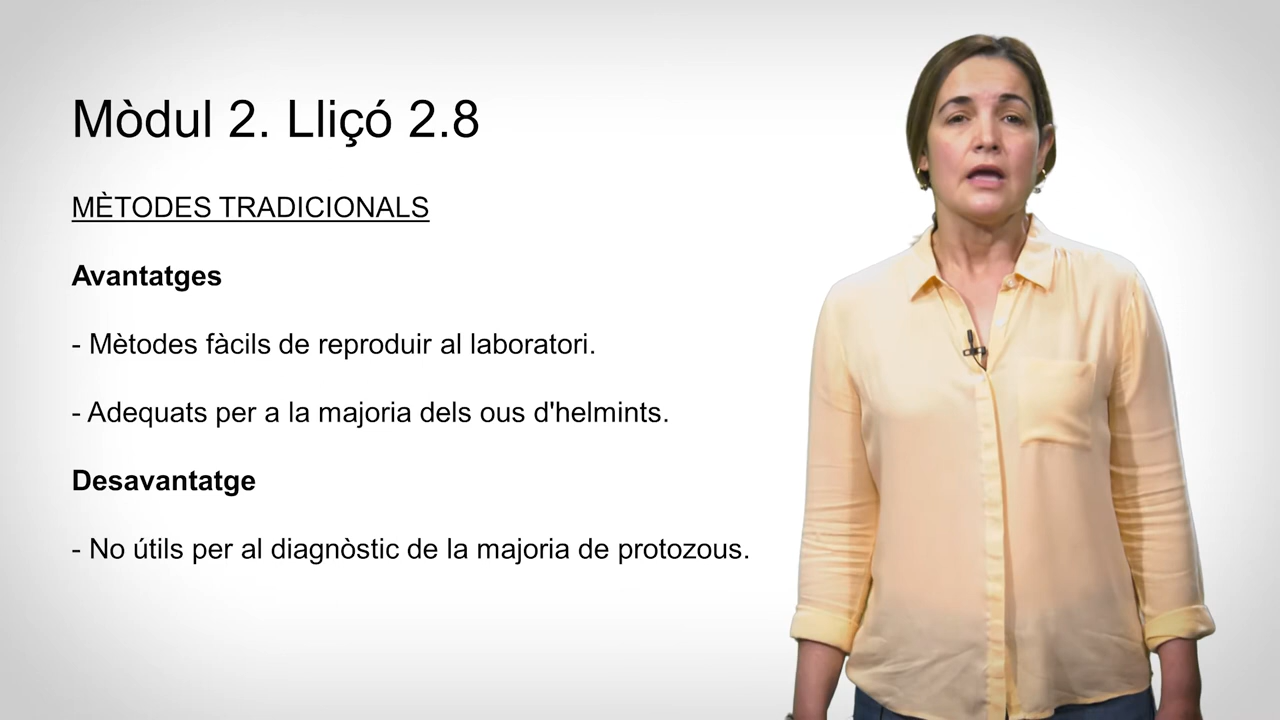 Mòdul 2. Lliçó 2.8
MÈTODES TRADICIONALS
Avantatges
- Mètodes fàcils de reproduir al laboratori.
- Adequats per a la majoria dels ous d'helmints.
Desavantatge
- No útils per al diagnòstic de la majoria de protozous.